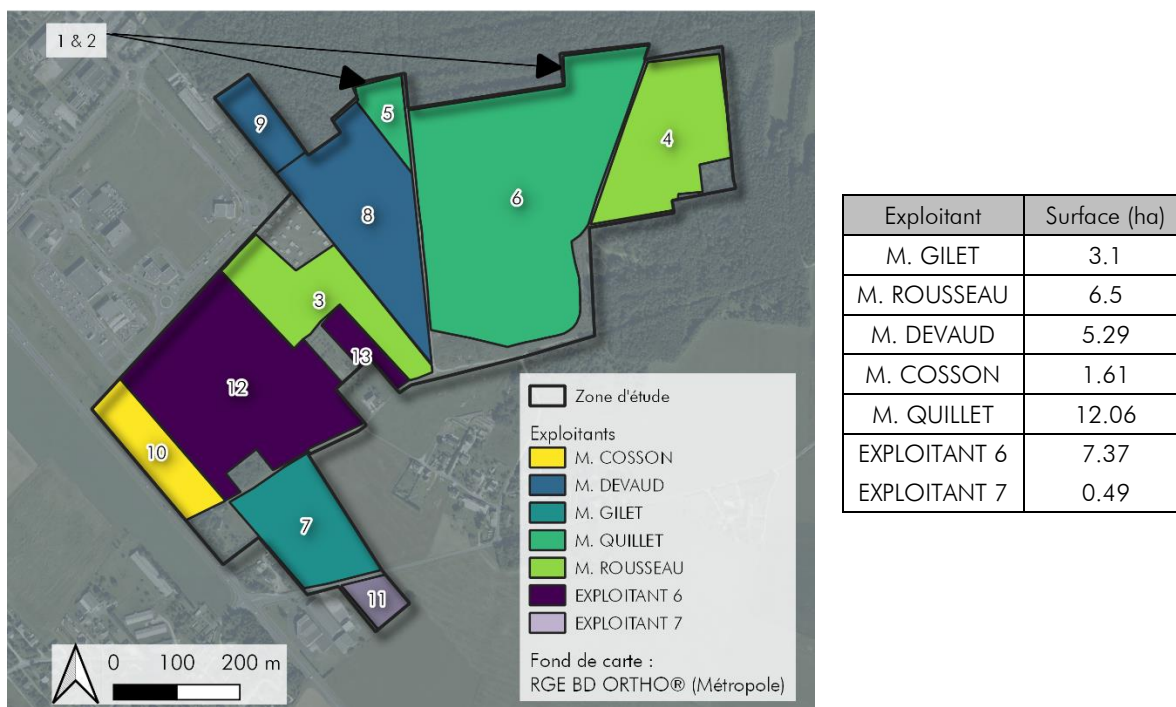 1 & 2
5
9
4
6
8
3
13
12
10
7
11
Zone d'étude
Exploitants
M. COSSON
M. DEVAUD
M. GILET
M. QUILLET
M. ROUSSEAU
EXPLOITANT 6
EXPLOITANT 7
Fond de carte :
RGE BD ORTHO® (Métropole)
0 100 200 m
Exploitant Surface (ha)
M. GILET 3.1
M. ROUSSEAU 6.5
M. DEVAUD 5.29
M. COSSON 1.61
M. QUILLET 12.06
EXPLOITANT 6 7.37
EXPLOITANT 7 0.49